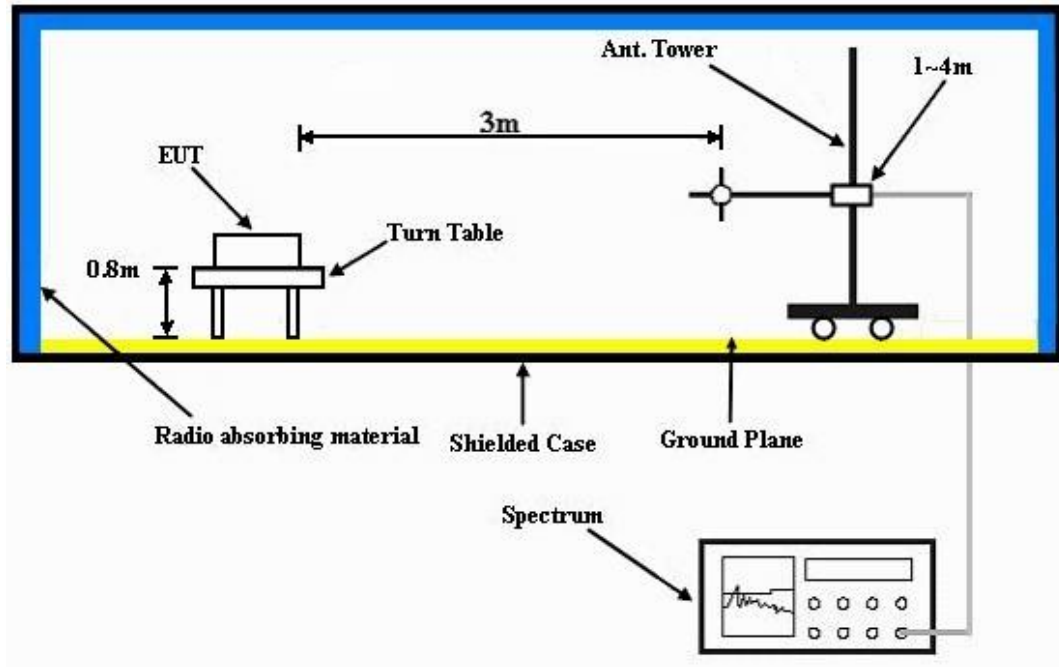 Ant. Tower
1~4m
3m
EUT
Turn Table
0.8m
Radio absorbing material
Shielded Case
Ground Plane
Spectrum